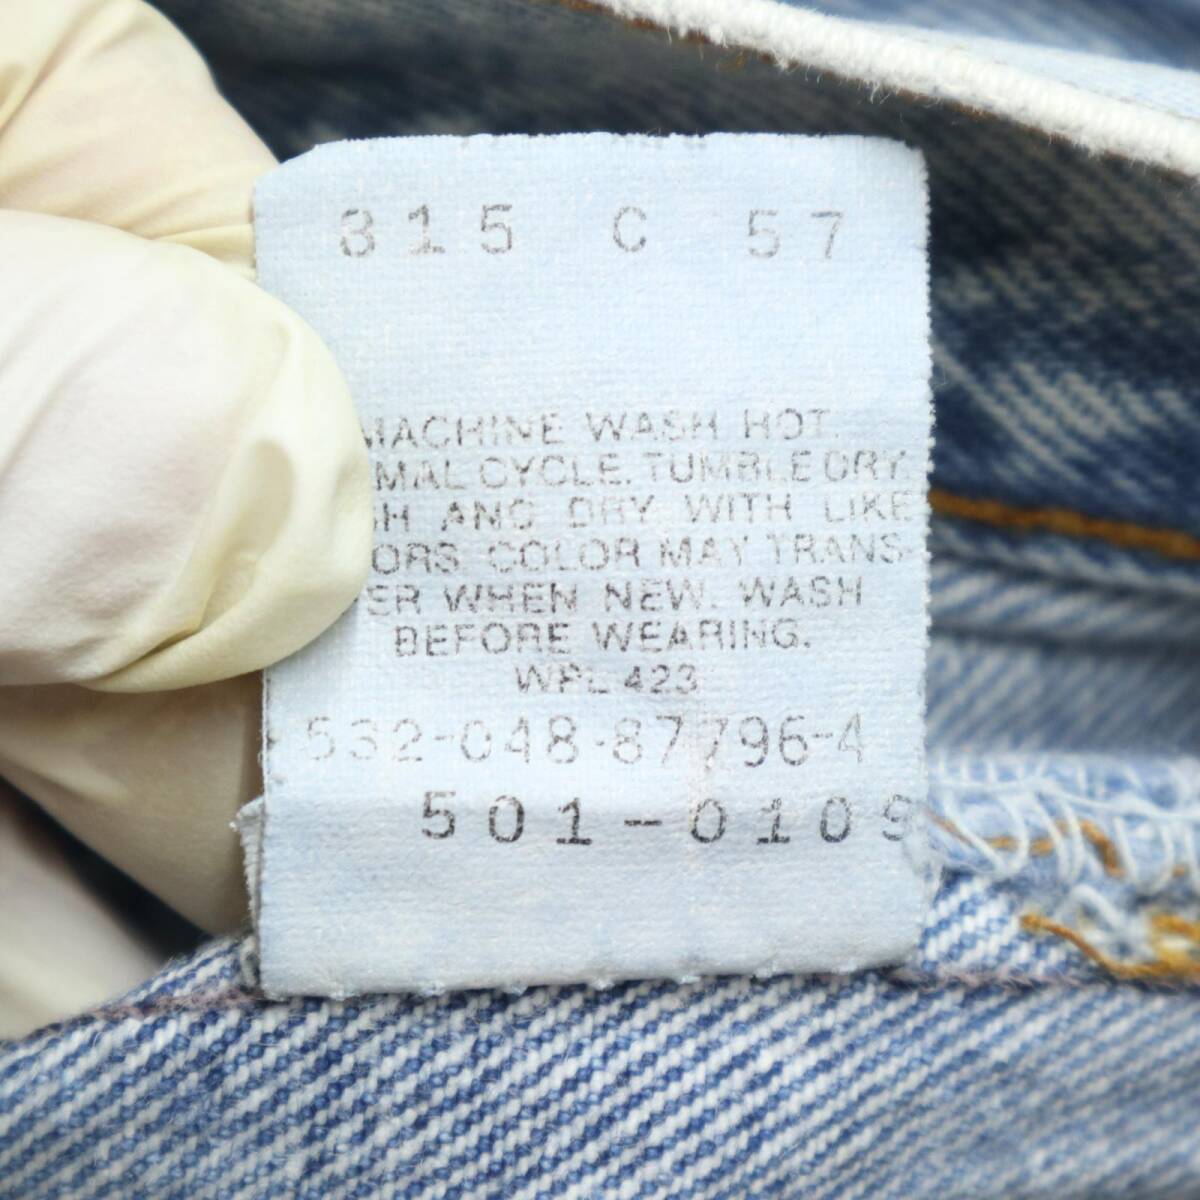 815 C 57
MACHINE WASH HOT.
MAL CYCLE. TUMBLE DRY
SH AND DRY WITH LIKE
ORS. COLOR MAY TRANS-
ER WHEN NEW. WASH
BEFORE WEARING.
WPL 423
532-048-87796-4
501-0109